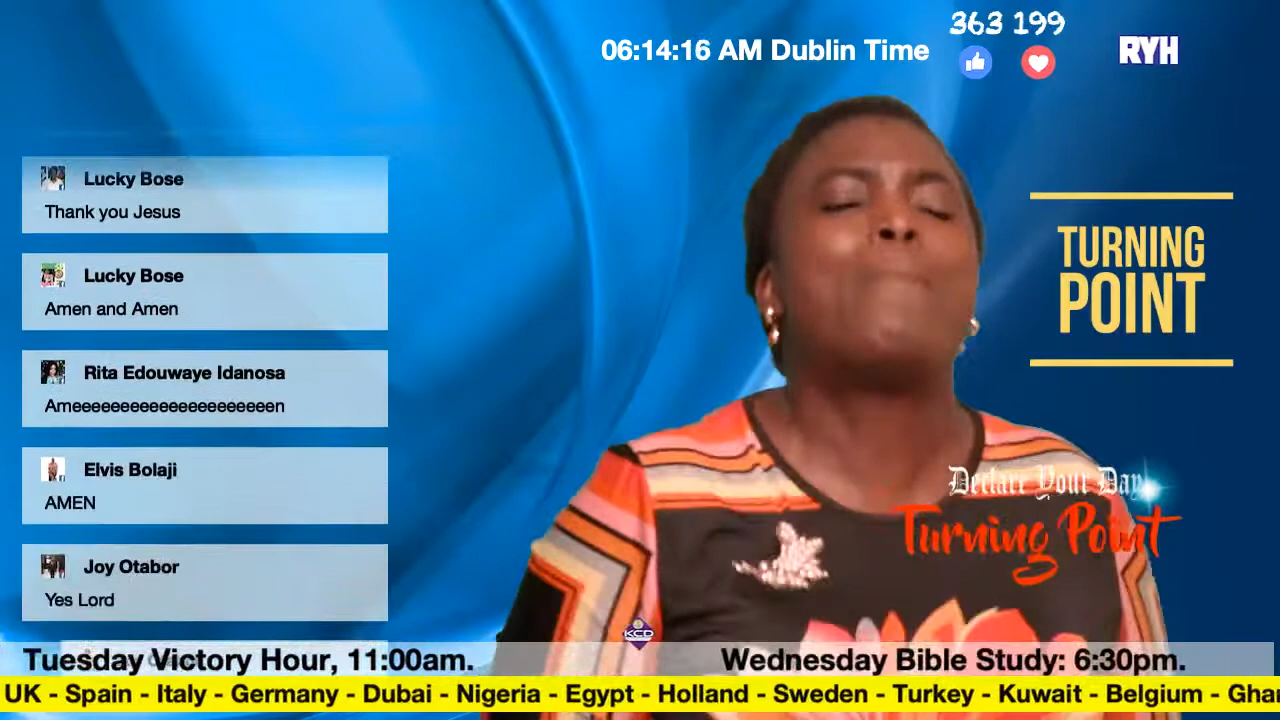 363 199
06:14:16 AM Dublin Time
RYH
Lucky Bose
Thank you Jesus
Lucky Bose
Amen and Amen
Rita Edouwaye Idanosa
Ameeeeeeeeeeeeeeeeeeeeen
Elvis Bolaji
AMEN
Joy Otabor
Yes Lord
TURNING
POINT
Declare Your Day
Turning Point
KCD
Tuesday Victory Hour, 11:00am.
Wednesday Bible Study: 6:30pm.
UK - Spain - Italy - Germany - Dubai - Nigeria - Egypt - Holland - Sweden - Turkey - Kuwait - Belgium - Ghan